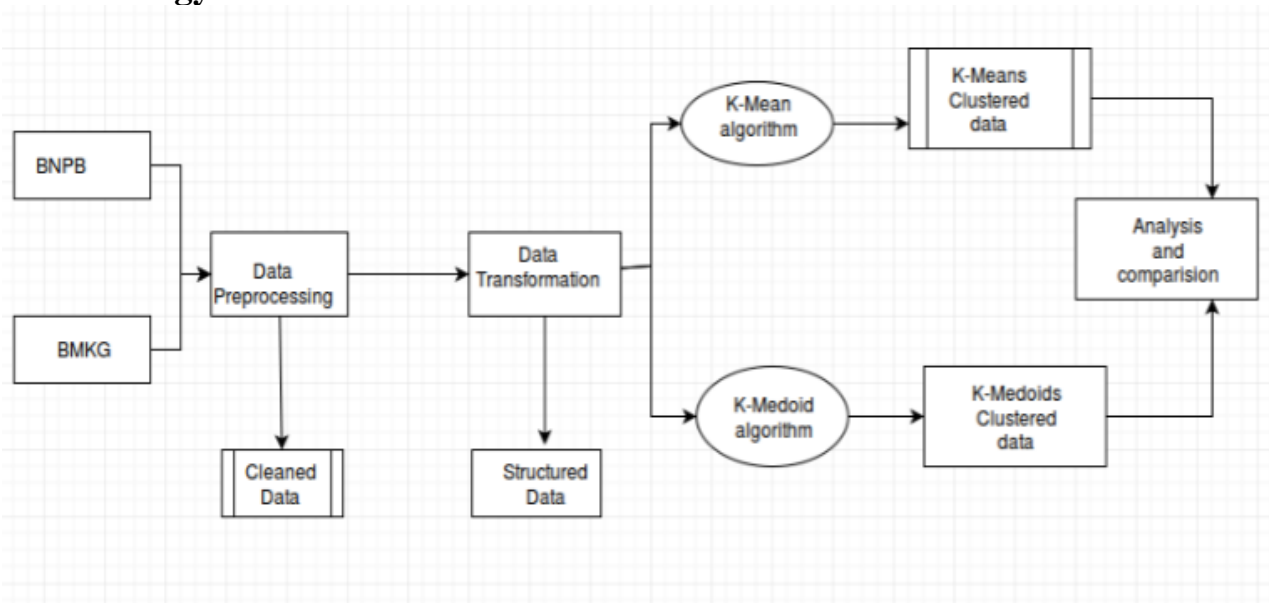 BNPB
BMKG
Data
Preprocessing
Cleaned
Data
Data
Transformation
Structured
Data
K-Mean
algorithm
K-Means
Clustered
data
K-Medoid
algorithm
K-Medoids
Clustered
data
Analysis
and
comparision